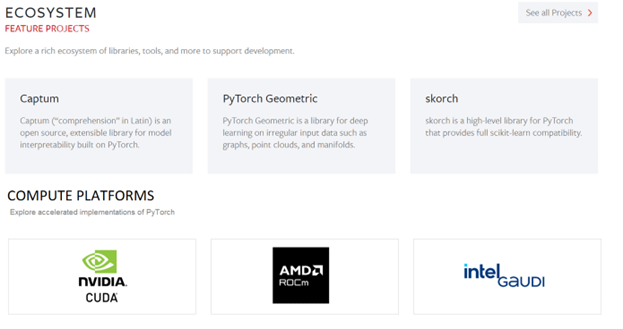 ECOSYSTEM
See all Projects >
FEATURE PROJECTS
Explore a rich ecosystem of libraries, tools, and more to support development.
Captum
Captum ("comprehension" in Latin) is an
open source, extensible library for model
interpretability built on PyTorch.
PyTorch Geometric
PyTorch Geometric is a library for deep
learning on irregular input data such as
graphs, point clouds, and manifolds.
skorch
skorch is a high-level library for PyTorch
that provides full scikit-learn compatibility.
COMPUTE PLATFORMS
Explore accelerated implementations of PyTorch
NVIDIA.
CUDA
AMD
ROCm
intel
GAUDI